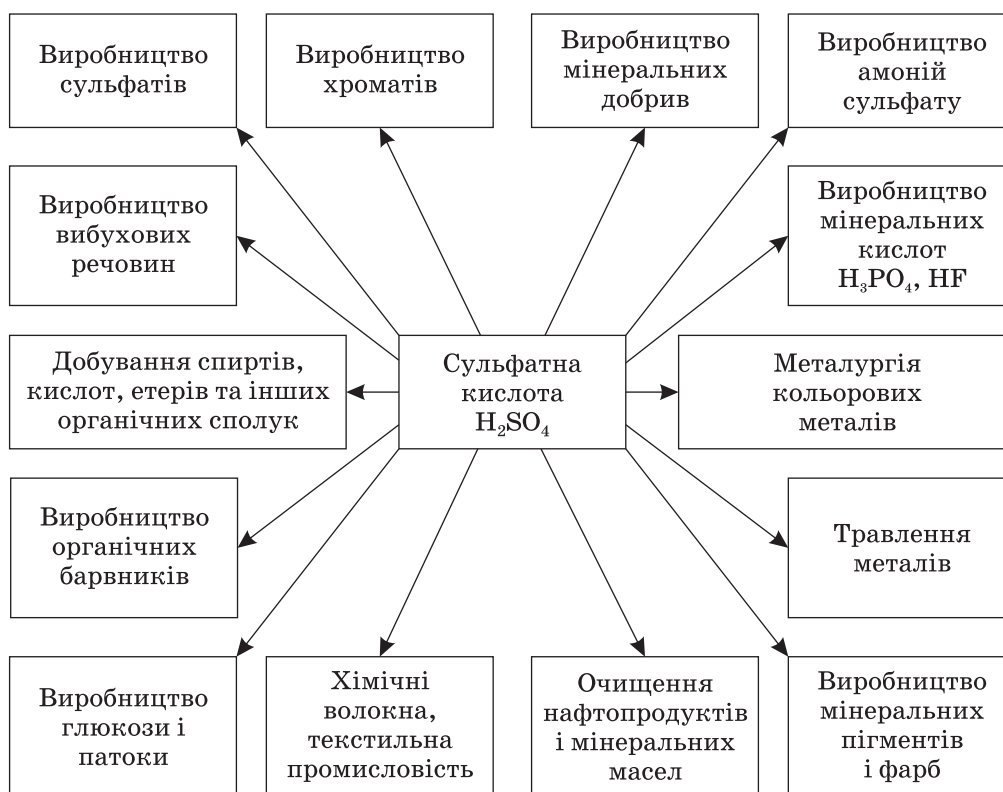 Виробництво
сульфатів
Виробництво
хроматів
Виробництво
мінеральних
добрив
Виробництво
амоній
сульфату
Виробництво
вибухових
речовин
Виробництво
мінеральних
кислот
H₃PO₄, HF
Добування спиртів,
кислот, етерів та інших
органічних сполук
Сульфатна
кислота
H₂SO₄
Металургія
кольорових
металів
Виробництво
органічних
барвників
Травлення
металів
Виробництво
глюкози і
патоки
Хімічні
волокна,
текстильна
промисловість
Очищення
нафтопродуктів
і мінеральних
масел
Виробництво
мінеральних
пігментів
і фарб